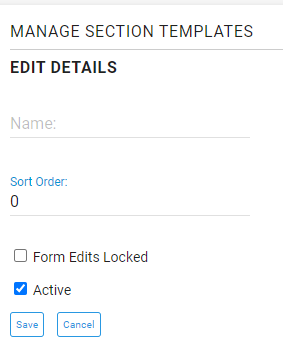 MANAGE SECTION TEMPLATES
EDIT DETAILS
Name:
Sort Order:
0
Form Edits Locked
Active
Save Cancel